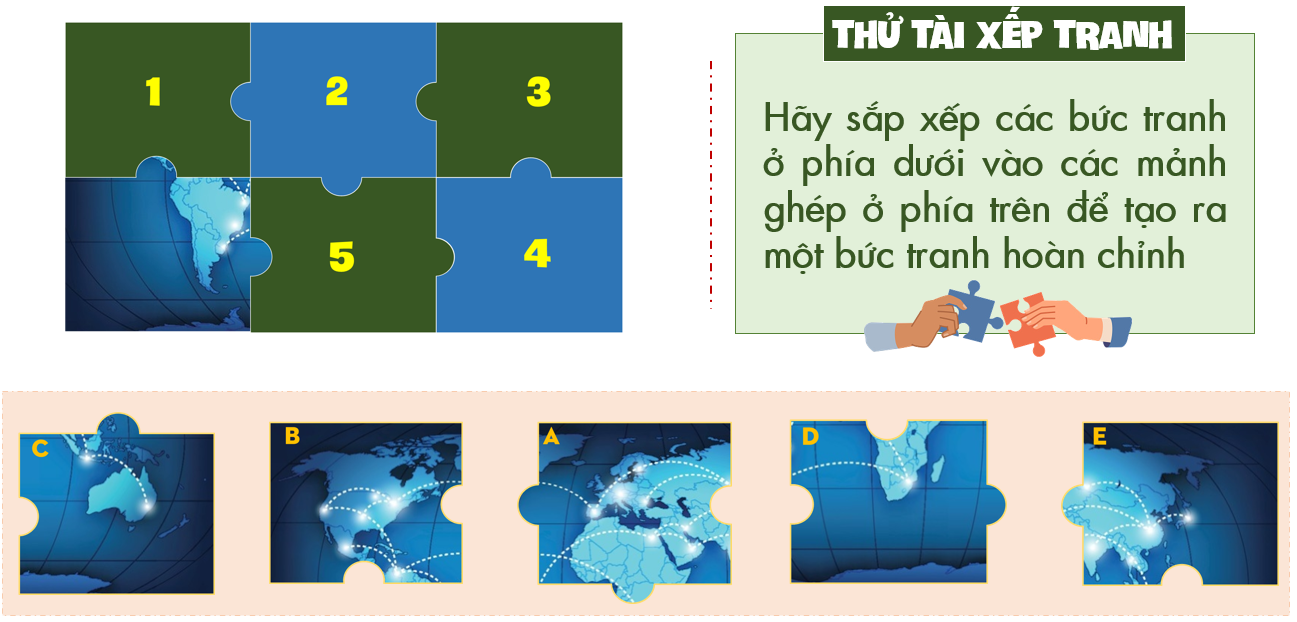 1
2
3
5
4
THỬ TÀI XẾP TRANH
Hãy sắp xếp các bức tranh
ở phía dưới vào các mảnh
ghép ở phía trên để tạo ra
một bức tranh hoàn chỉnh
C
B
A
D
E